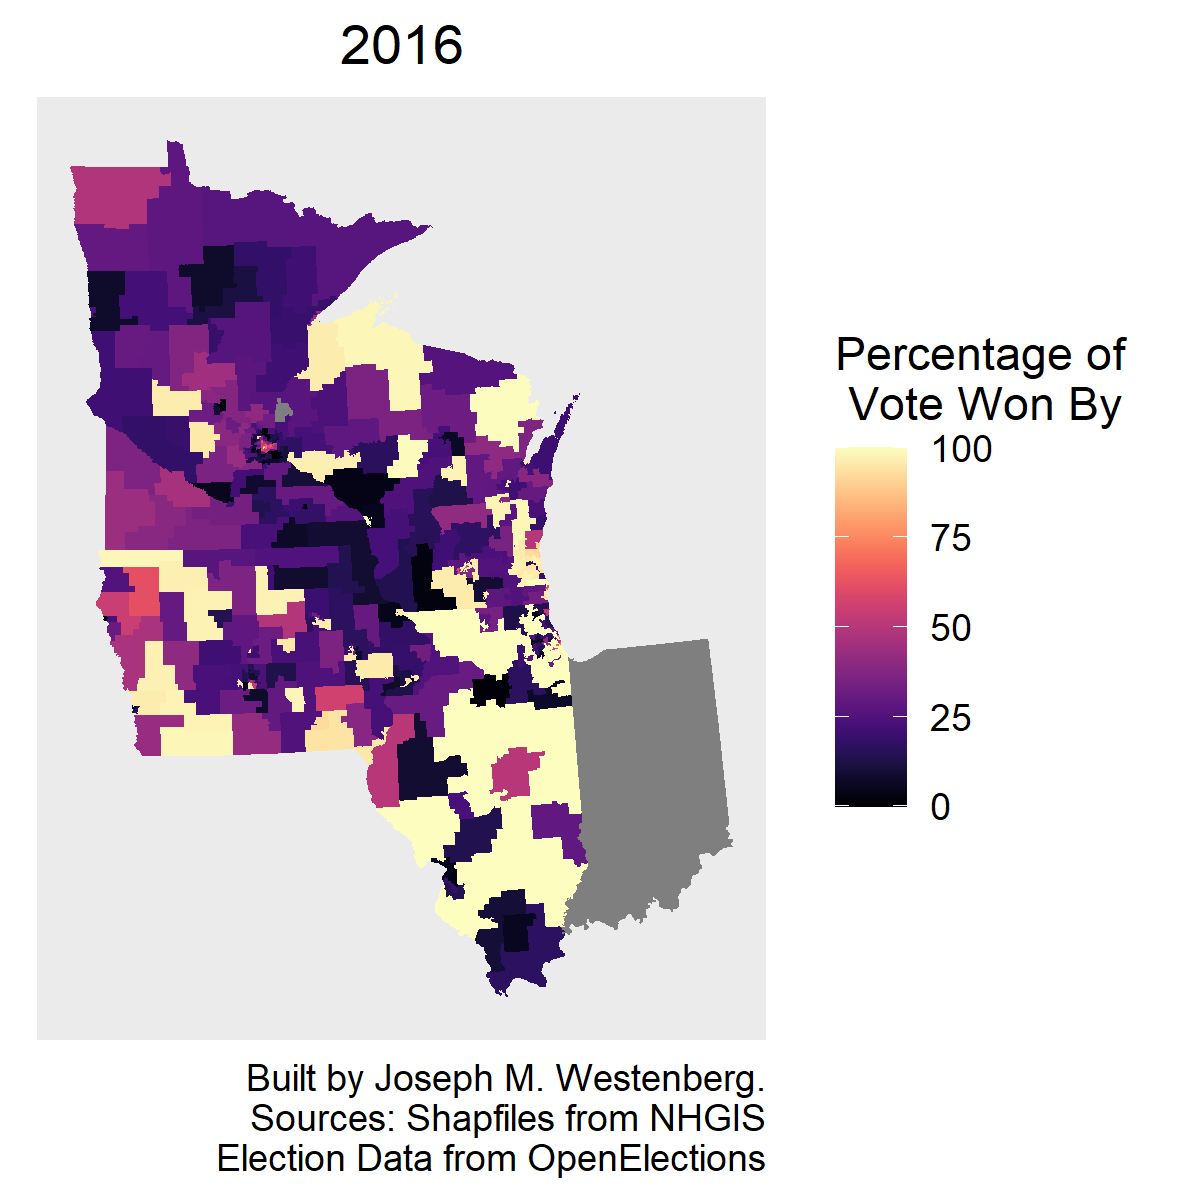 2016
Percentage of
Vote Won By
100
75
50
25
0
Built by Joseph M. Westenberg.
Sources: Shapfiles from NHGIS
Election Data from OpenElections